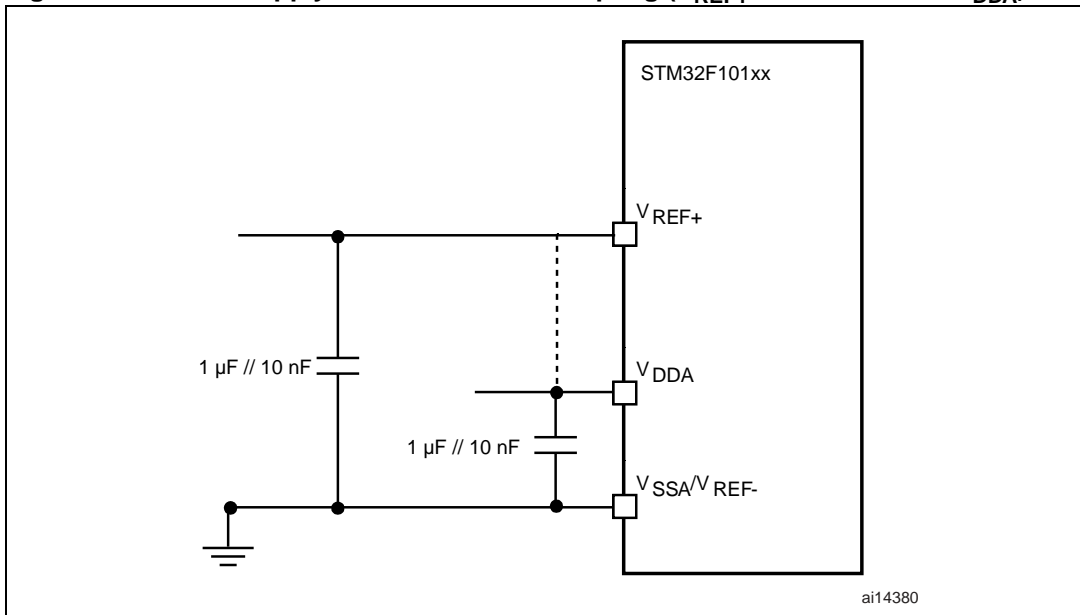 STM32F101xx
VREF+
1 µF // 10 nF
VDDA
1 µF // 10 nF
VSSA/VREF-
ai14380